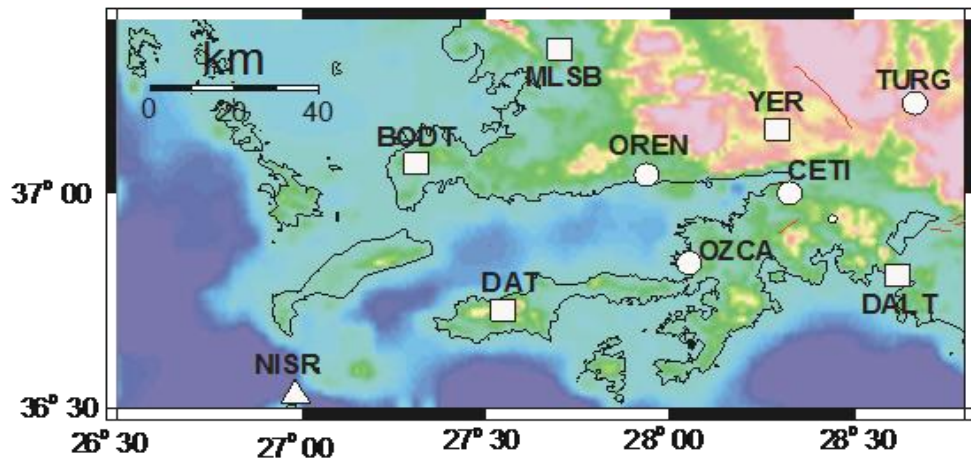 km
0 20 40
MLSB
TURG
YER
BODT
OREN
CETI
37° 00
OZCA
DAT
DALT
NISR
36° 30
26° 30 27° 00 27° 30 28° 00 28° 30